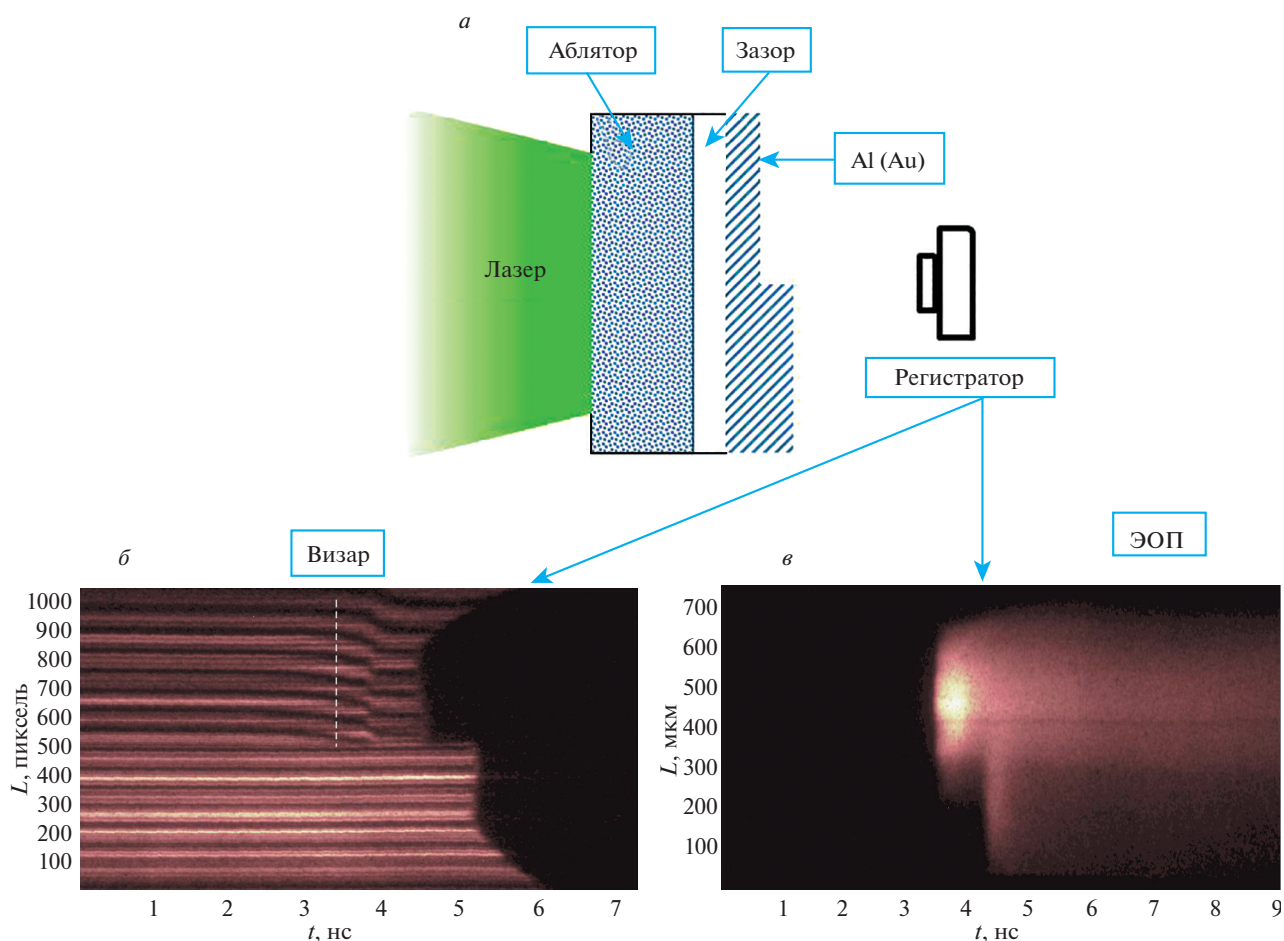 а
Аблятор
Зазор
Al (Au)
Лазер
Регистратор
б
Визар
в
ЭОП
1000
900
800
700
600
500
400
300
200
100
L, пиксель
1 2 3 4 5 6 7
t, нс
700
600
500
400
300
200
100
L, мкм
1 2 3 4 5 6 7 8 9
t, нс